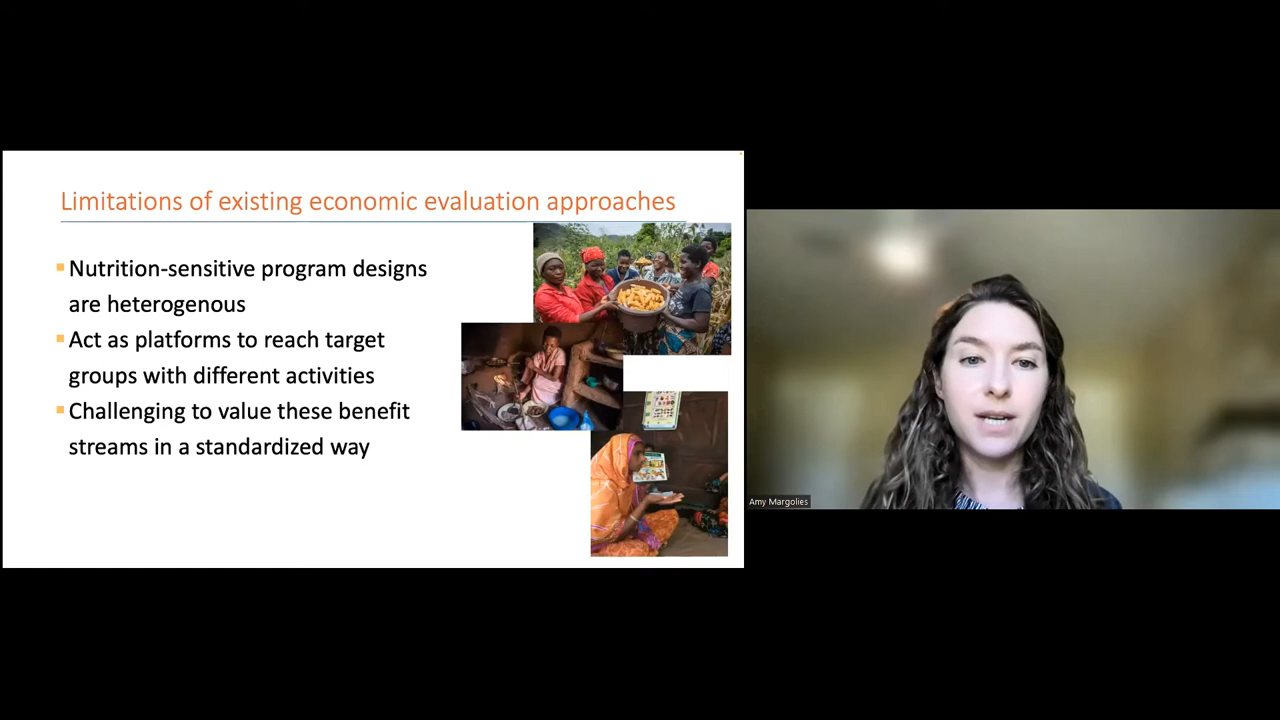 Limitations of existing economic evaluation approaches
▪Nutrition-sensitive program designs
are heterogenous
▪Act as platforms to reach target
groups with different activities
▪Challenging to value these benefit
streams in a standardized way
Amy Margolies